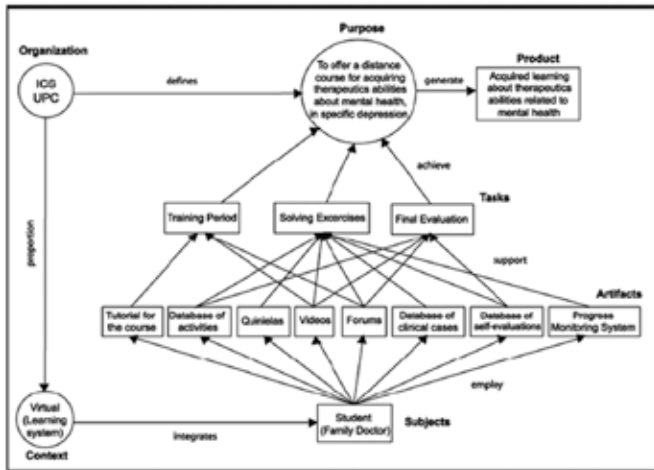 Purpose
Organization
Product
ICS
UPC
defines
To offer a distance
course for acquiring
therapeutics abilities
about mental health,
in specific depression.
generate
Acquired learning
about therapeutics
abilities related to
mental health
achieve
Tasks
Training Period
Solving Excercises
Final Evaluation
proportion
support
Artifacts
Tutorial for
the course
Database of
activities
Quinielas
Videos
Forums
Database of
clinical cases
Database of
self-evaluations
Progress
Monitoring System
employ
Virtual
(Learning
system)
Context
integrates
Student
(Family Doctor)
Subjects